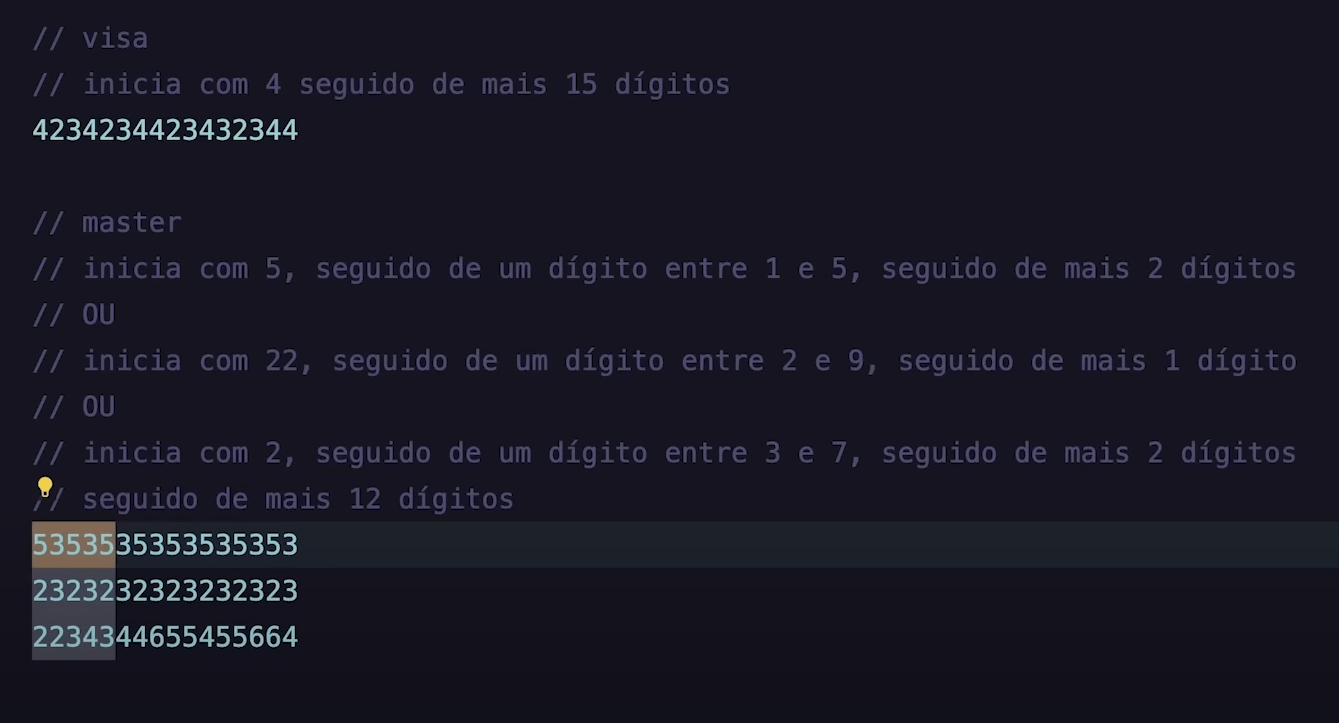 // visa
// inicia com 4 seguido de mais 15 dígitos
4234234423432344
// master
// inicia com 5, seguido de um dígito entre 1 e 5, seguido de mais 2 dígitos
// OU
// inicia com 22, seguido de um dígito entre 2 e 9, seguido de mais 1 dígito
// OU
// inicia com 2, seguido de um dígito entre 3 e 7, seguido de mais 2 dígitos
// seguido de mais 12 dígitos
5353535353535353
2323232323232323
2234344655455664